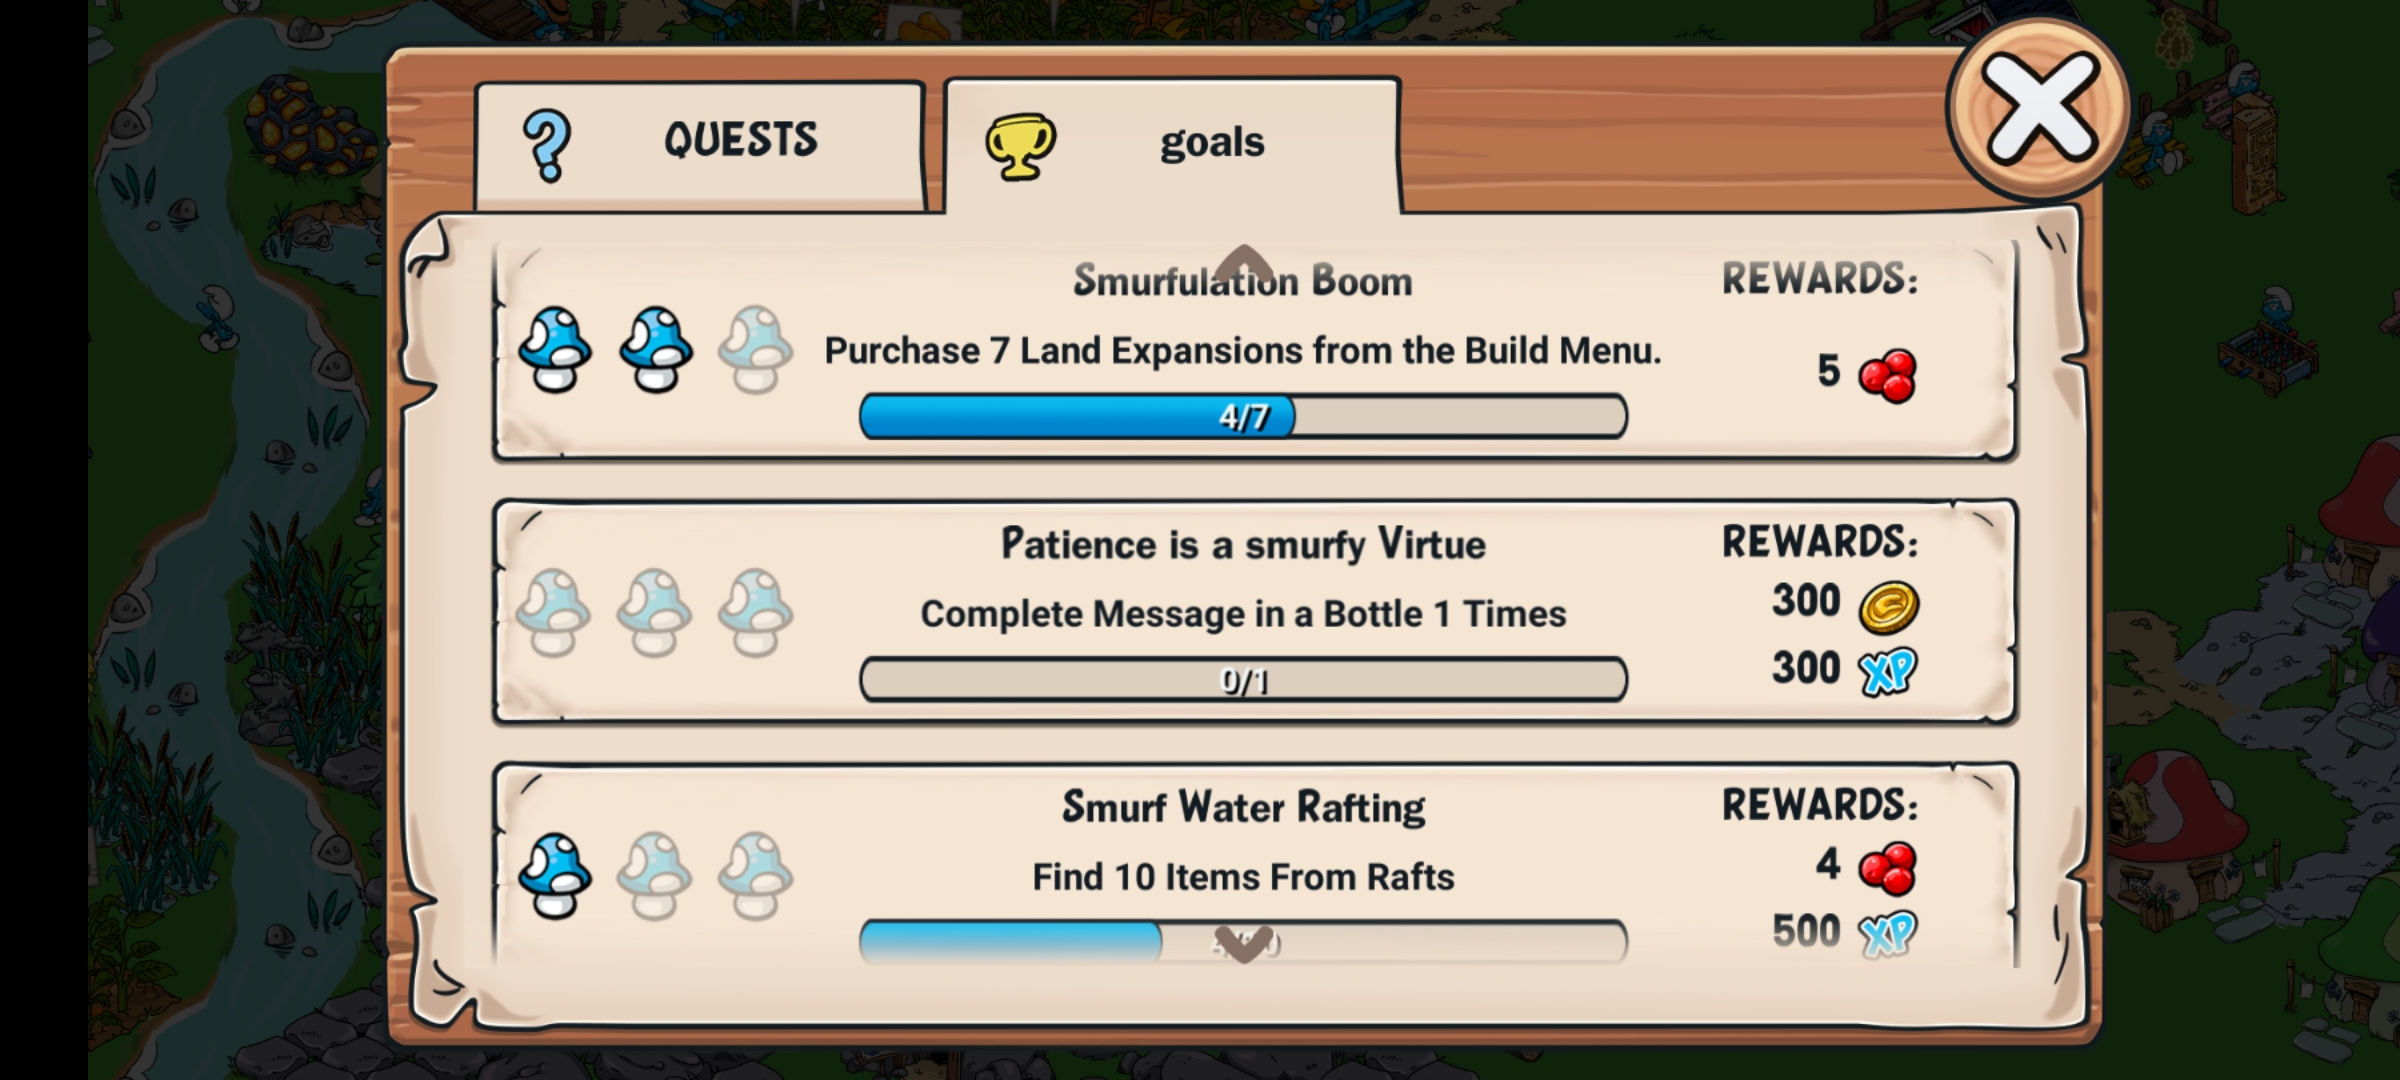 QUESTS
goals
Smurfulation Boom
REWARDS:
Purchase 7 Land Expansions from the Build Menu.
5
4/7
Patience is a smurfy Virtue
REWARDS:
Complete Message in a Bottle 1 Times
300
0/1
300 XP
Smurf Water Rafting
REWARDS:
Find 10 Items From Rafts
4
500 XP